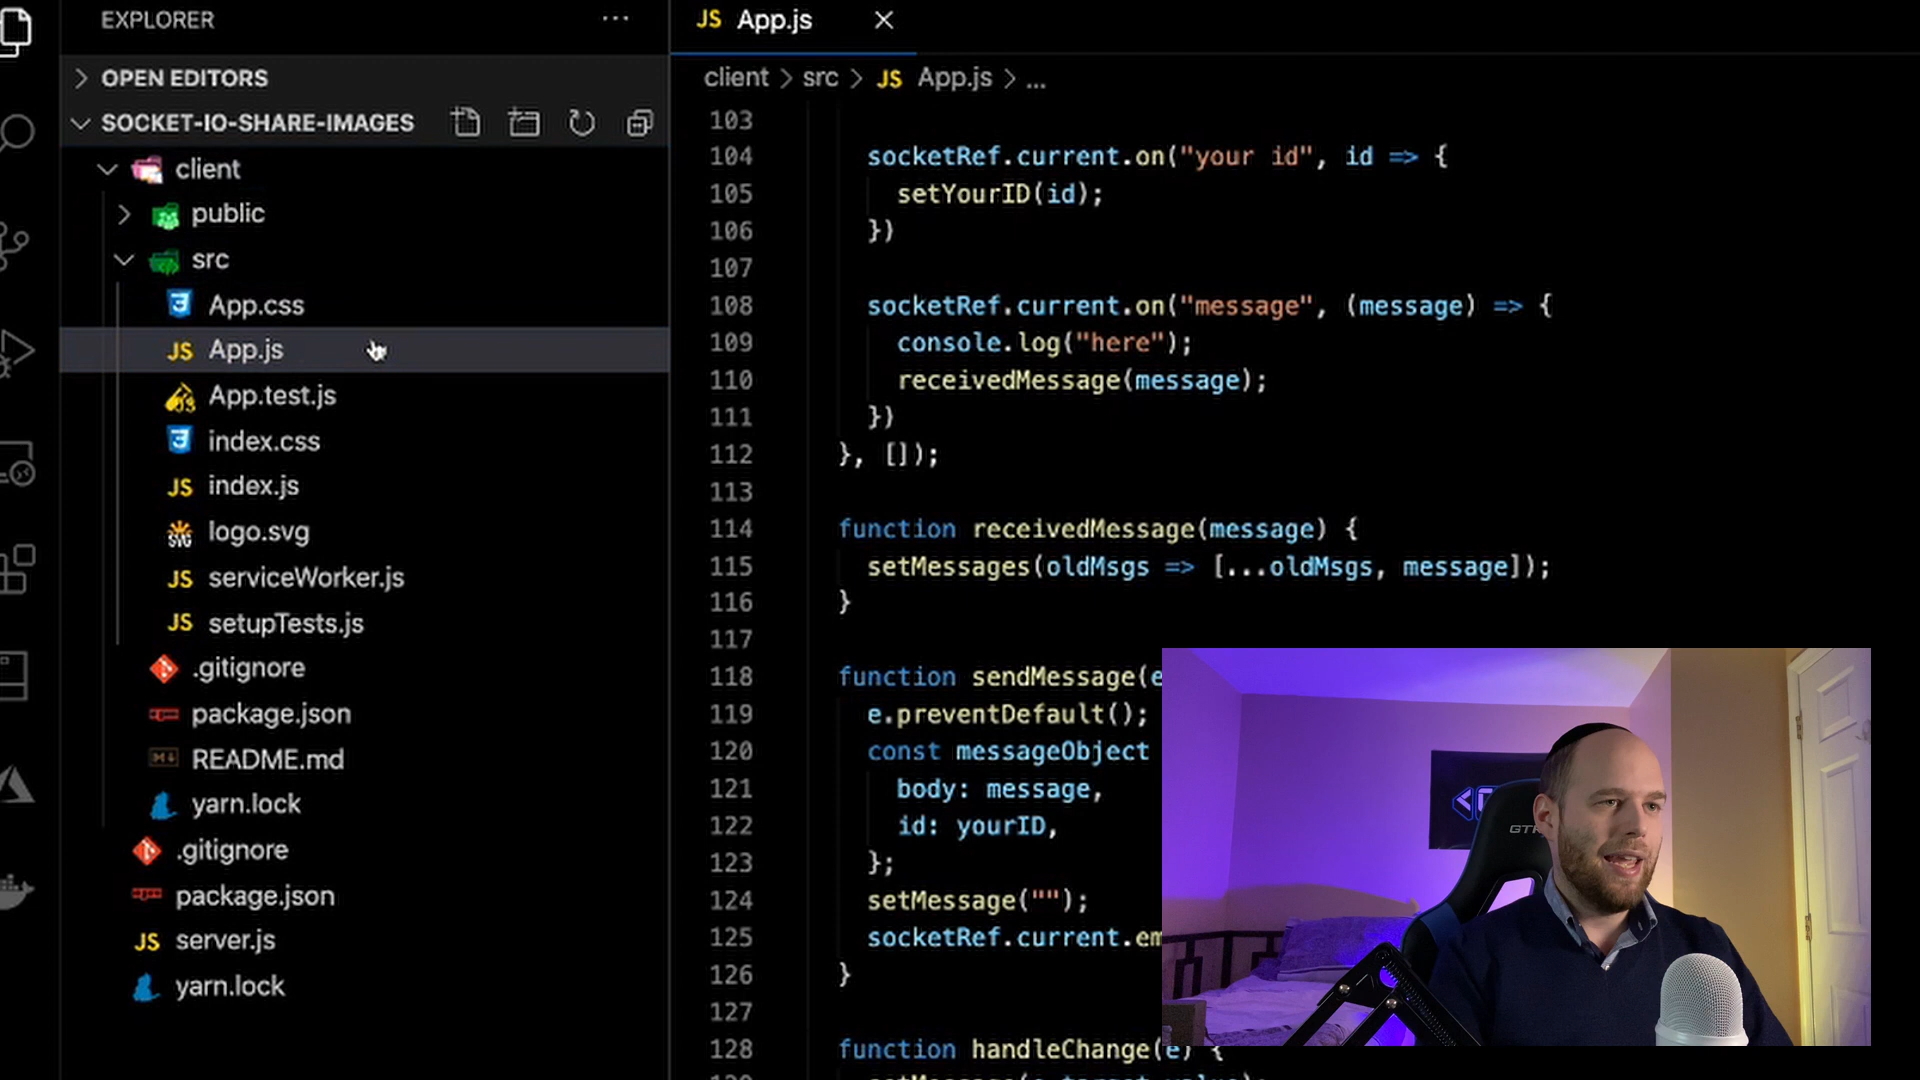 EXPLORER
OPEN EDITORS
SOCKET-IO-SHARE-IMAGES
client
public
src
App.css
JS App.js
App.test.js
index.css
JS index.js
logo.svg
JS serviceWorker.js
JS setupTests.js
.gitignore
package.json
README.md
yarn.lock
.gitignore
package.json
JS server.js
yarn.lock
JS App.js
client > src > JS App.js > ...
103
104 socketRef.current.on("your id", id => {
105 setYourID(id);
106 })
107
108 socketRef.current.on("message", (message) => {
109 console.log("here");
110 receivedMessage(message);
111 })
112 }, []);
113
114 function receivedMessage(message) {
115 setMessages(oldMsgs => [...oldMsgs, message]);
116 }
117
118 function sendMessage(e
119 e.preventDefault();
120 const messageObject
121 body: message,
122 id: yourID,
123 };
124 setMessage("");
125 socketRef.current.em
126 }
127
128 function handleChange(e) {